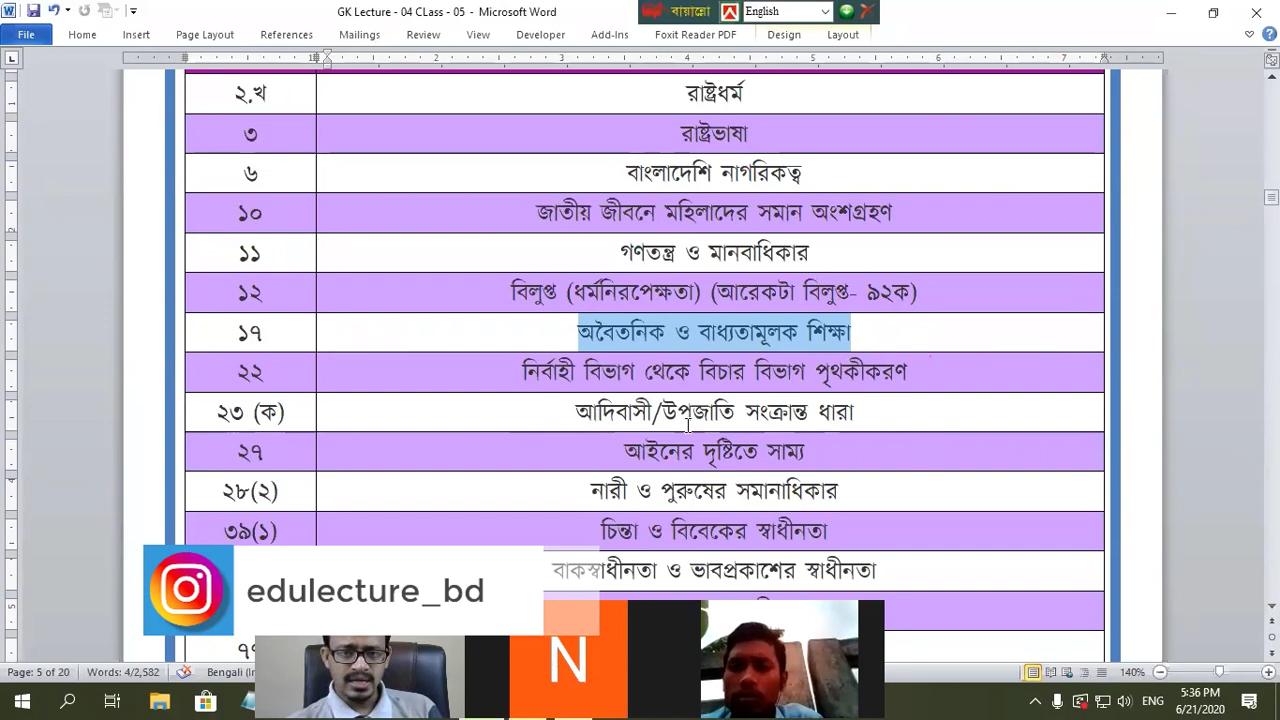 GK Lecture - 04 CLass - 05 - Microsoft Word
বায়ান্নো English
File Home Insert Page Layout References Mailings Review View Developer Add-Ins Foxit Reader PDF Design Layout
২.খ রাষ্ট্রধর্ম
৩ রাষ্ট্রভাষা
৬ বাংলাদেশি নাগরিকত্ব
১০ জাতীয় জীবনে মহিলাদের সমান অংশগ্রহণ
১১ গণতন্ত্র ও মানবাধিকার
১২ বিলুপ্ত (ধর্মনিরপেক্ষতা) (আরেকটা বিলুপ্ত- ৯২ক)
১৭ অবৈতনিক ও বাধ্যতামূলক শিক্ষা
২২ নির্বাহী বিভাগ থেকে বিচার বিভাগ পৃথকীকরণ
২৩ (ক) আদিবাসী/উপজাতি সংক্রান্ত ধারা
২৭ আইনের দৃষ্টিতে সাম্য
২৮(২) নারী ও পুরুষের সমানাধিকার
৩৯(১) চিন্তা ও বিবেকের স্বাধীনতা
বাকস্বাধীনতা ও ভাবপ্রকাশের স্বাধীনতা
edulecture_bd
N
Page: 5 of 20 Words: 4/2,582 140%
ENG
5:36 PM
6/21/2020